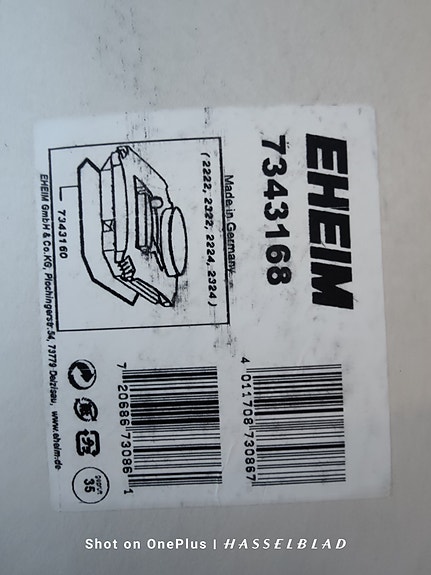 EHEIM
7343168
Made in Germany
( 2222, 2322, 2224, 2324 )
7343160
EHEIM GmbH & Co.KG, Plochingerstr.54, 73779 Deizisau, www.eheim.de
4 011708 730867
7 20686 73086 1
35
Shot on OnePlus | HASSELBLAD